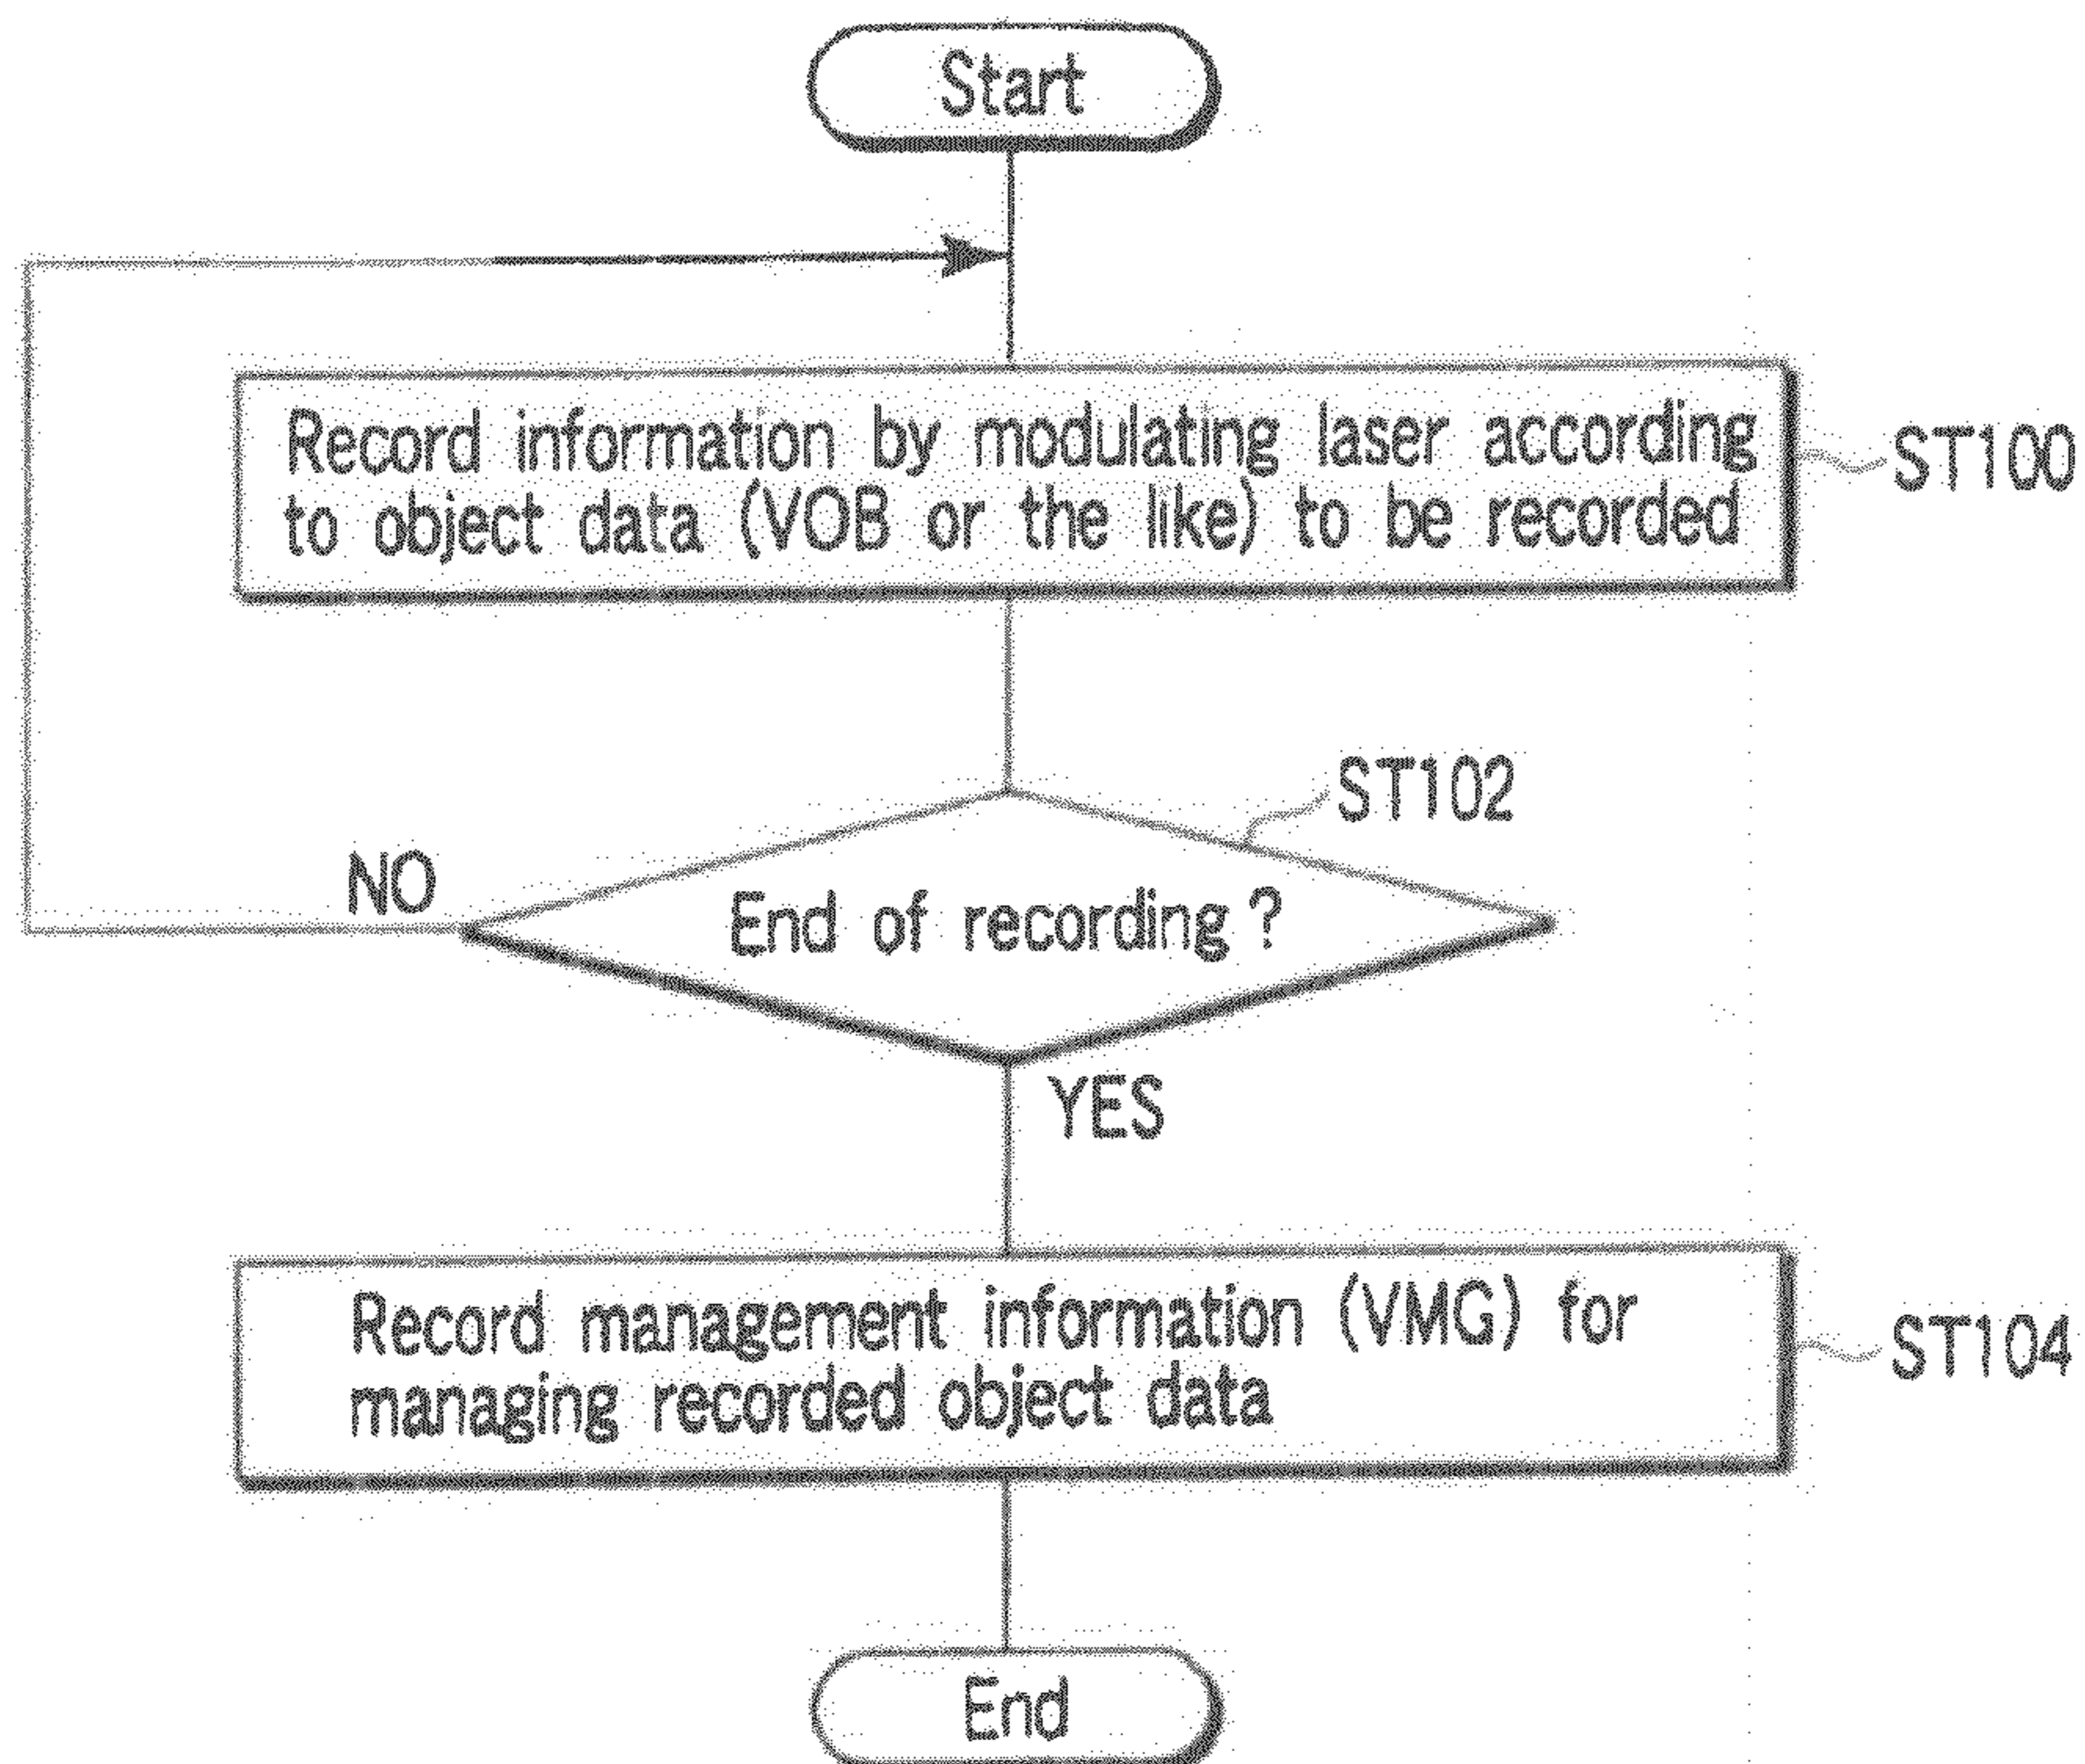 Start
Record information by modulating laser according
to object data (VOB or the like) to be recorded
ST100
ST102
NO
End of recording ?
YES
Record management information (VMG) for
managing recorded object data
ST104
End